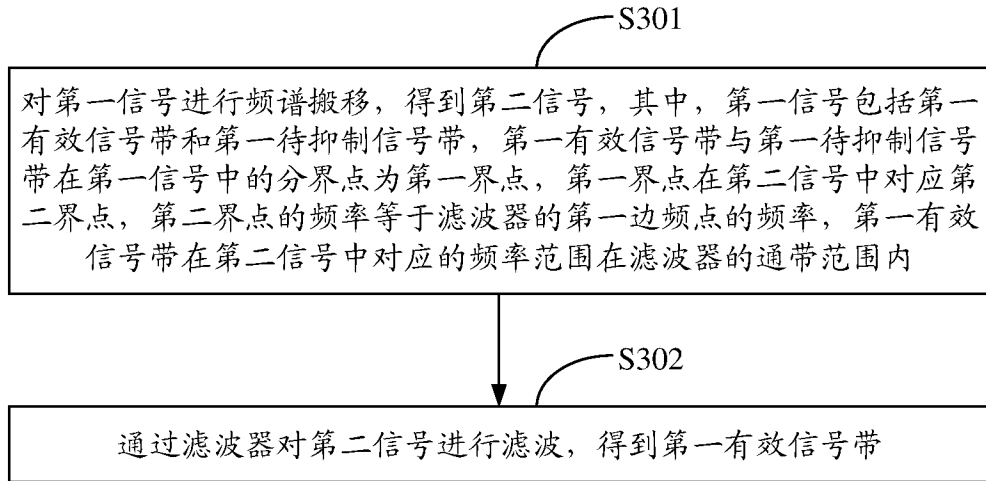 S301
对第一信号进行频谱搬移，得到第二信号，其中，第一信号包括第一
有效信号带和第一待抑制信号带，第一有效信号带与第一待抑制信号
带在第一信号中的分界点为第一界点，第一界点在第二信号中对应第
二界点，第二界点的频率等于滤波器的第一边频点的频率，第一有效
信号带在第二信号中对应的频率范围在滤波器的通带范围内
S302
通过滤波器对第二信号进行滤波，得到第一有效信号带